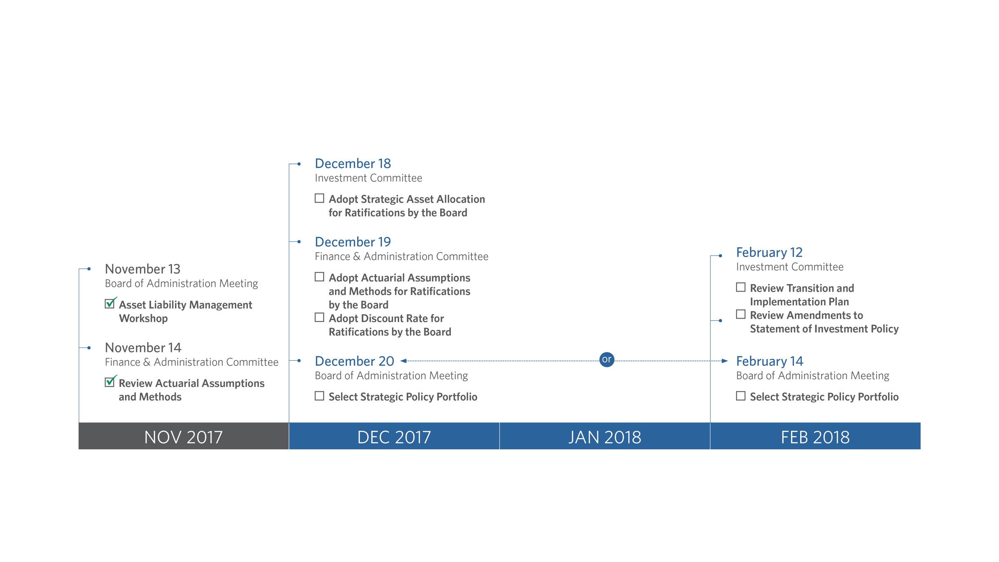 December 18
Investment Committee
Adopt Strategic Asset Allocation
for Ratifications by the Board
December 19
Finance & Administration Committee
Adopt Actuarial Assumptions
and Methods for Ratifications
by the Board
Adopt Discount Rate for
Ratifications by the Board
February 12
Investment Committee
Review Transition and
Implementation Plan
Review Amendments to
Statement of Investment Policy
November 13
Board of Administration Meeting
Asset Liability Management
Workshop
November 14
Finance & Administration Committee
Review Actuarial Assumptions
and Methods
December 20
Board of Administration Meeting
Select Strategic Policy Portfolio
or
February 14
Board of Administration Meeting
Select Strategic Policy Portfolio
NOV 2017
DEC 2017
JAN 2018
FEB 2018